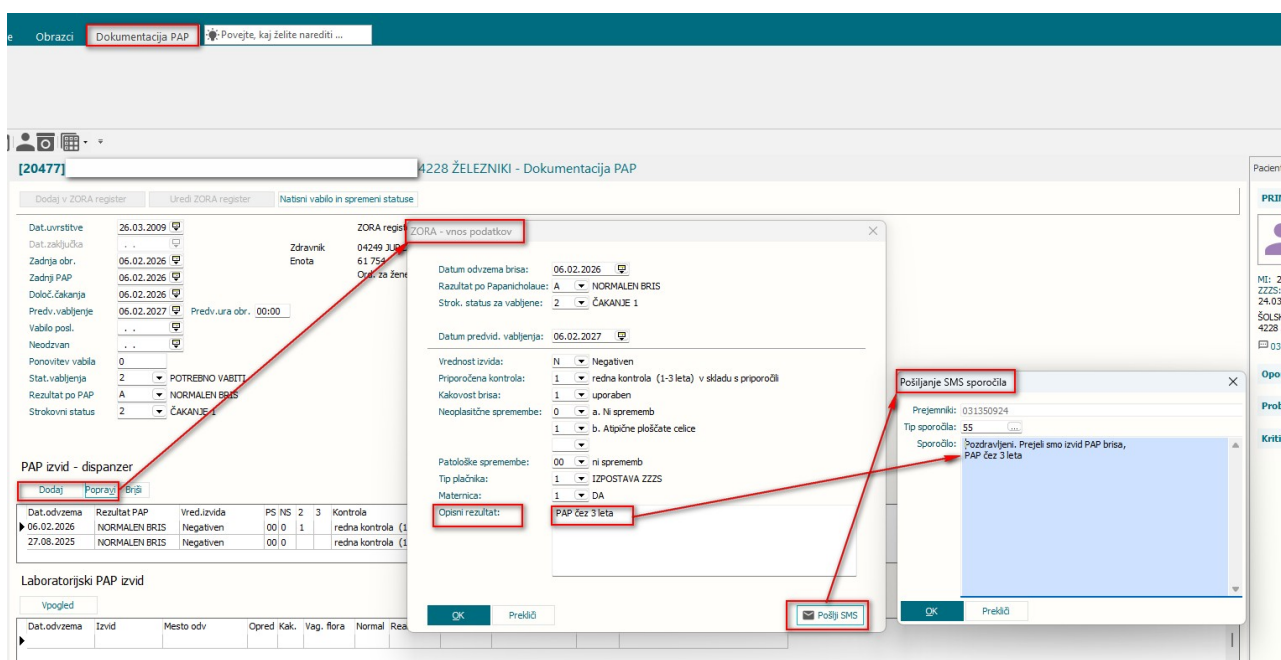 e Obrazci Dokumentacija PAP Povejte, kaj želite narediti ...
[20477] 4228 ŽELEZNIKI - Dokumentacija PAP
Dodaj v ZORA register Uredi ZORA register Natisni vabilo in spremeni statuse
Dat.uvrstitve 26.03.2009 ZORA regist
Dat.zaključka . .
Zdravnik 04249
Zadnja obr. 06.02.2026 Enota 61 754
Zadnji PAP 06.02.2026 Ord. za žene
Določ.čakanja 06.02.2026
Predv.vabljenje 06.02.2027 Predv.ura obr. 00:00
Vabilo posl. . .
Neodzvan . .
Ponovitev vabila 0
Stat.vabljenja 2 POTREBNO VABITI
Rezultat po PAP A NORMALEN BRIS
Strokovni status 2 ČAKANJE 1
PAP izvid - dispanzer
Dodaj Popravi Briši
Dat.odvzema Rezultat PAP Vred.izvida PS NS 2 3 Kontrola
06.02.2026 NORMALEN BRIS Negativen 00 0 1 redna kontrola (1
27.08.2025 NORMALEN BRIS Negativen 00 0 redna kontrola (1
Laboratorijski PAP izvid
Vpogled
Dat.odvzema Izvid Mesto odv Opred Kak. Vag. flora Normal Rea
ZORA - vnos podatkov
Datum odvzema brisa: 06.02.2026
Razultat po Papanicholaue: A NORMALEN BRIS
Strok. status za vabljene: 2 ČAKANJE 1
Datum predvid. vabljenja: 06.02.2027
Vrednost izvida: N Negativen
Priporočena kontrola: 1 redna kontrola (1-3 leta) v skladu s priporočili
Kakovost brisa: 1 uporaben
Neoplasitčne spremembe: 0 a. Ni sprememb
1 b. Atipične ploščate celice
Patološke spremembe: 00 ni sprememb
Tip plačnika: 1 IZPOSTAVA ZZZS
Maternica: 1 DA
Opisni rezultat: PAP čez 3 leta
OK Prekliči Pošlji SMS
Pošiljanje SMS sporočila
Prejemniki: 031350924
Tip sporočila: 55 ...
Sporočilo: Pozdravljeni. Prejeli smo izvid PAP brisa,
PAP čez 3 leta
OK Prekliči
Pacient
PRI
MI: 2
ZZZS:
24.03
ŠOLSK
4228
03
Opo
Prob
Kriti